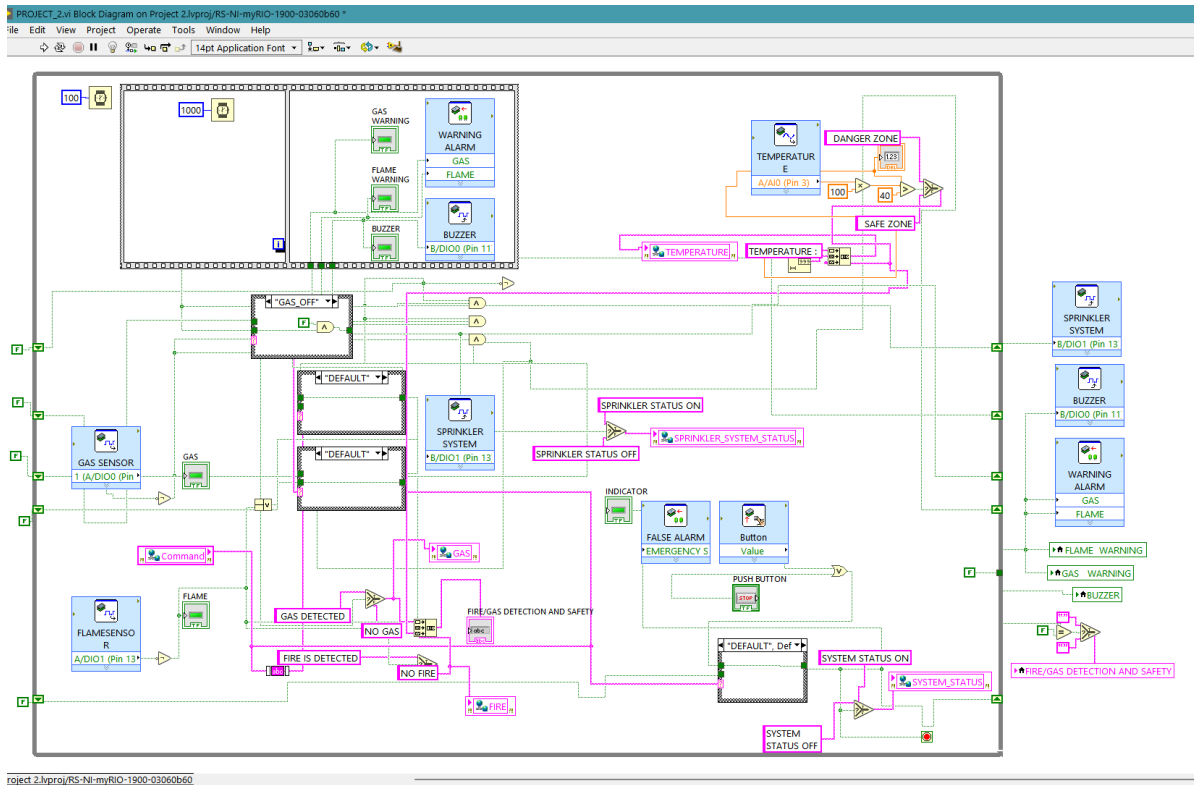 PROJECT_2.vi Block Diagram on Project 2.lvproj/RS-NI-myRIO-1900-03060b60 *
File Edit View Project Operate Tools Window Help
14pt Application Font
100
1000
GAS
WARNING
FLAME
WARNING
BUZZER
WARNING
ALARM
GAS
FLAME
BUZZER
B/DIO0 (Pin 11
i
TEMPERATUR
E
A/AI0 (Pin 3)
DANGER ZONE
123
100
40
SAFE ZONE
TEMPERATURE
TEMPERATURE :
"GAS_OFF"
F
"DEFAULT"
"DEFAULT"
SPRINKLER
SYSTEM
B/DIO1 (Pin 13
SPRINKLER STATUS ON
SPRINKLER STATUS OFF
SPRINKLER_SYSTEM_STATUS
F
F
F
F
F
GAS SENSOR
1 (A/DIO0 (Pin
GAS
Command
FLAMESENSO
R
A/DIO1 (Pin 13
FLAME
GAS DETECTED
NO GAS
GAS
FIRE IS DETECTED
NO FIRE
FIRE
FIRE/GAS DETECTION AND SAFETY
abc
INDICATOR
FALSE ALARM
EMERGENCY S
Button
Value
PUSH BUTTON
STOP
"DEFAULT", Def
SYSTEM STATUS ON
SYSTEM_STATUS
SYSTEM
STATUS OFF
SPRINKLER
SYSTEM
B/DIO1 (Pin 13
BUZZER
B/DIO0 (Pin 11
WARNING
ALARM
GAS
FLAME
FLAME WARNING
F
GAS WARNING
BUZZER
F
FIRE/GAS DETECTION AND SAFETY
roject 2.lvproj/RS-NI-myRIO-1900-03060b60